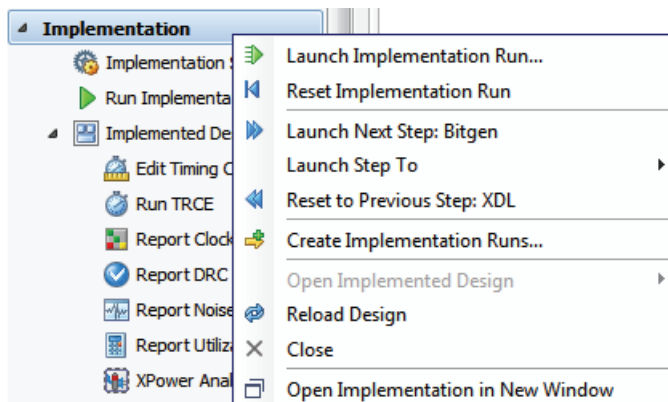 Implementation
Implementation
Run Implementa
Implemented De
Edit Timing
Run TRCE
Report Clock
Report DRC
Report Noise
Report Utiliza
XPower Anal
Launch Implementation Run...
Reset Implementation Run
Launch Next Step: Bitgen
Launch Step To
Reset to Previous Step: XDL
Create Implementation Runs...
Open Implemented Design
Reload Design
Close
Open Implementation in New Window